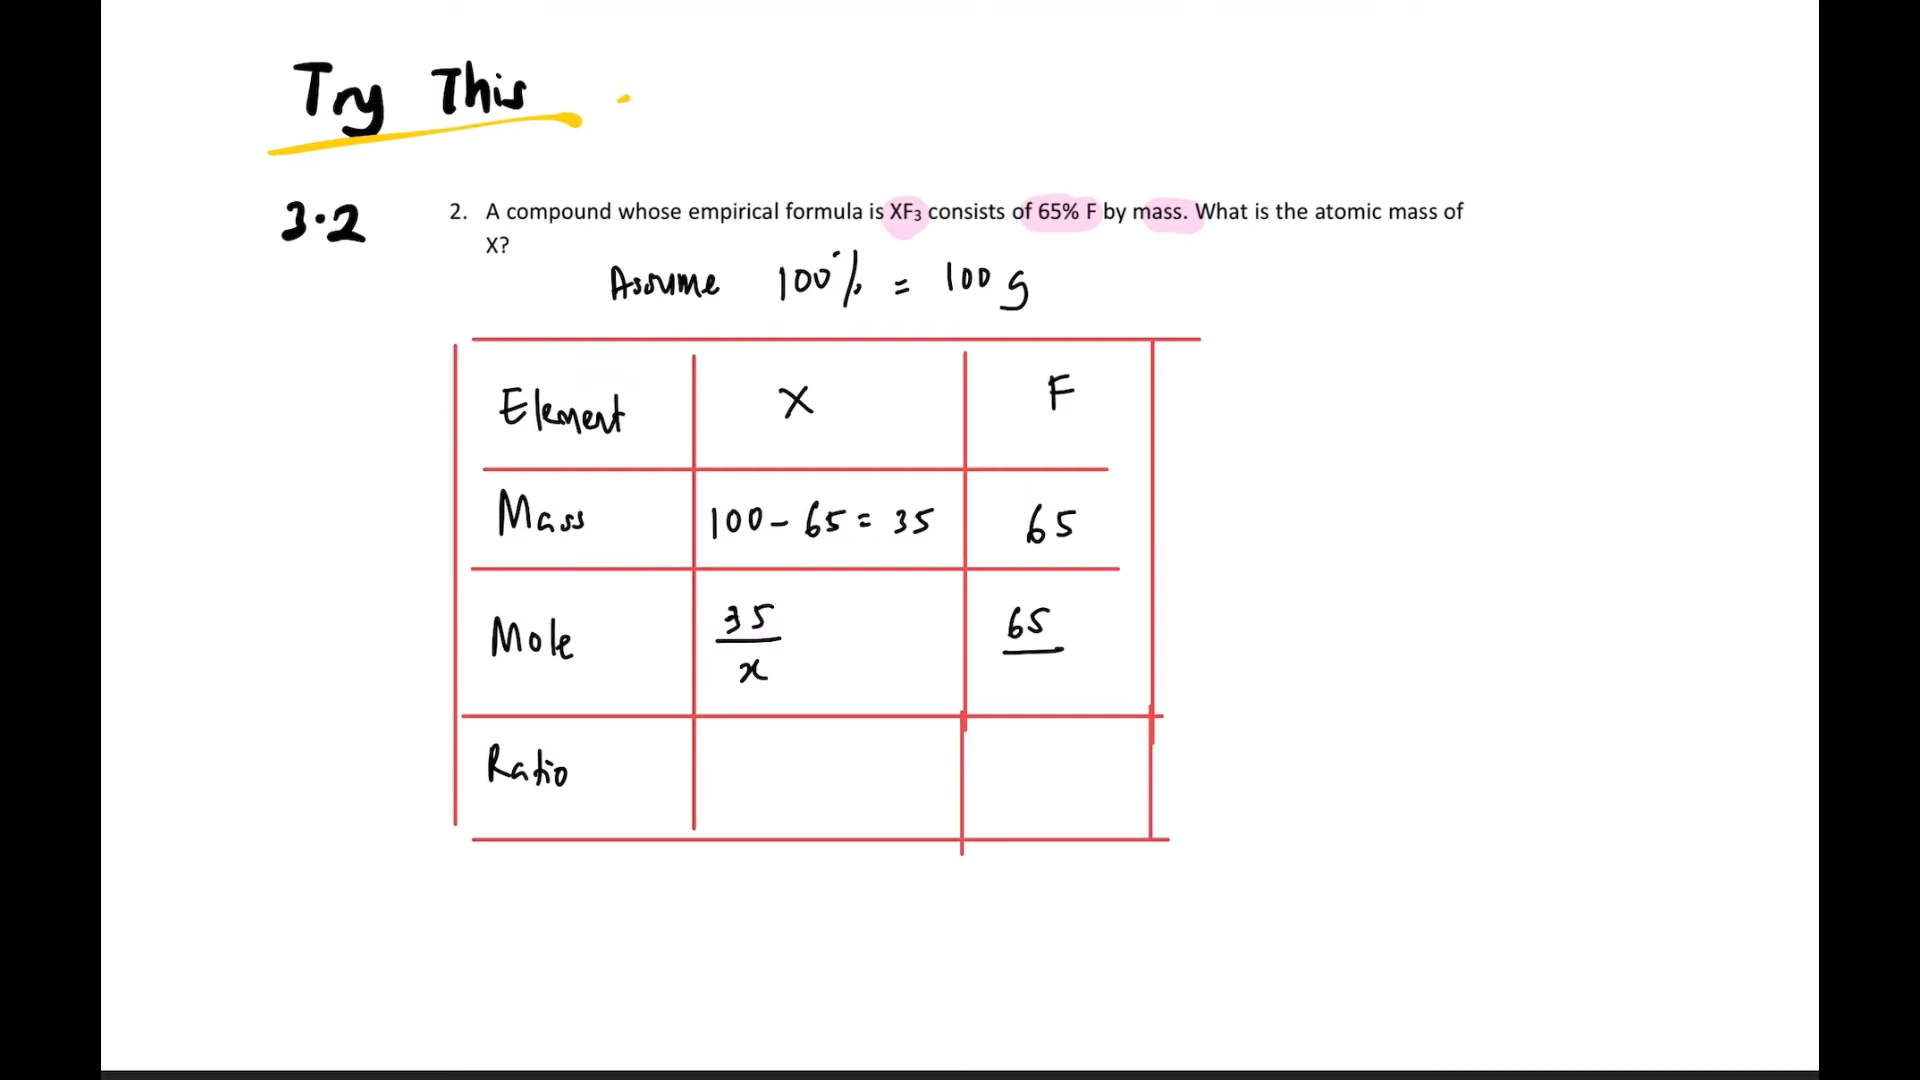 Try This
3.2
2. A compound whose empirical formula is XF₃ consists of 65% F by mass. What is the atomic mass of
X?
Assume 100% = 100 g
Element X F
Mass 100 - 65 = 35 65
Mole 35/x 65
Ratio